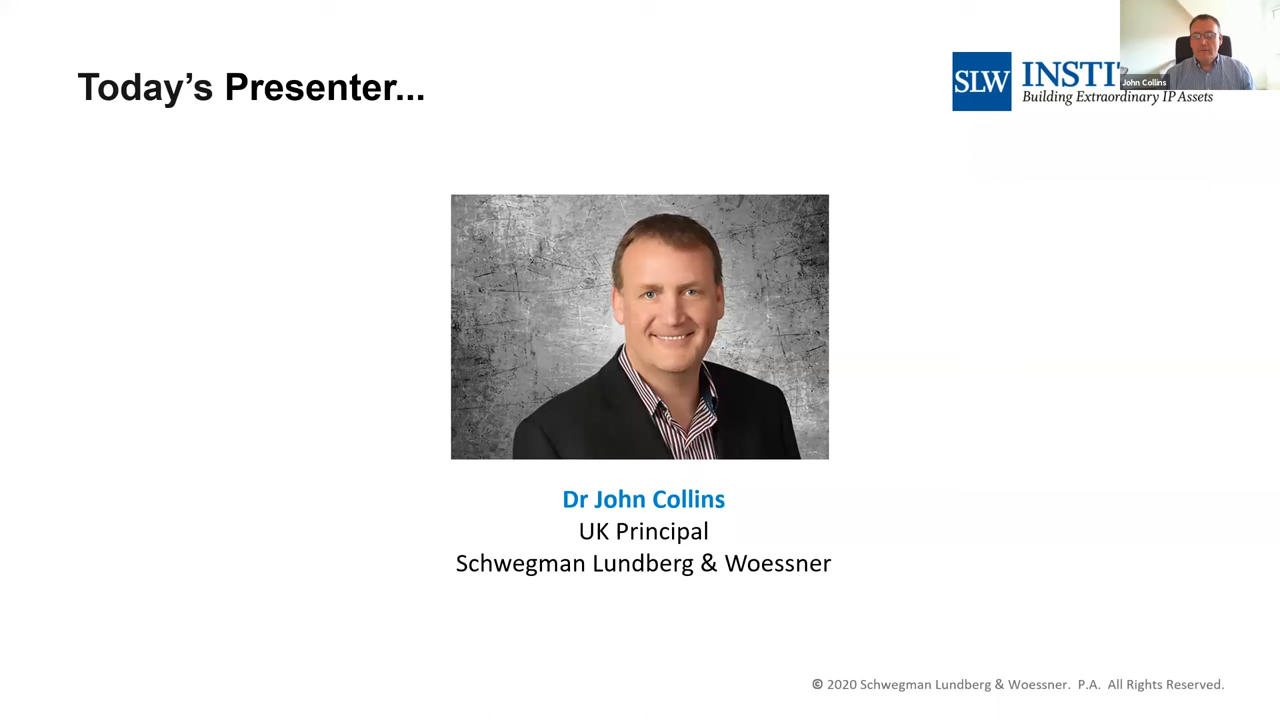 Today’s Presenter...
SLW INSTI
Building Extraordinary IP Assets
John Collins
Dr John Collins
UK Principal
Schwegman Lundberg & Woessner
© 2020 Schwegman Lundberg & Woessner. P.A. All Rights Reserved.